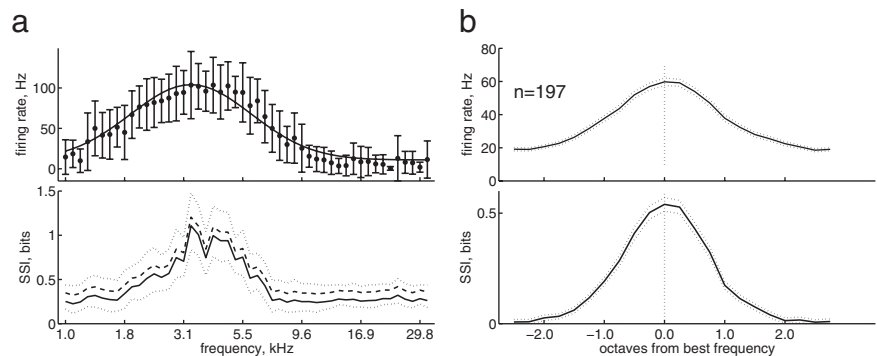 a
firing rate, Hz
100
50
0
SSI, bits
1.5
1
0.5
0
1.0 1.8 3.1 5.5 9.6 16.9 29.8
frequency, kHz
b
firing rate, Hz
80
60
40
20
0
n=197
SSI, bits
0.5
0
-2.0 -1.0 0.0 1.0 2.0
octaves from best frequency